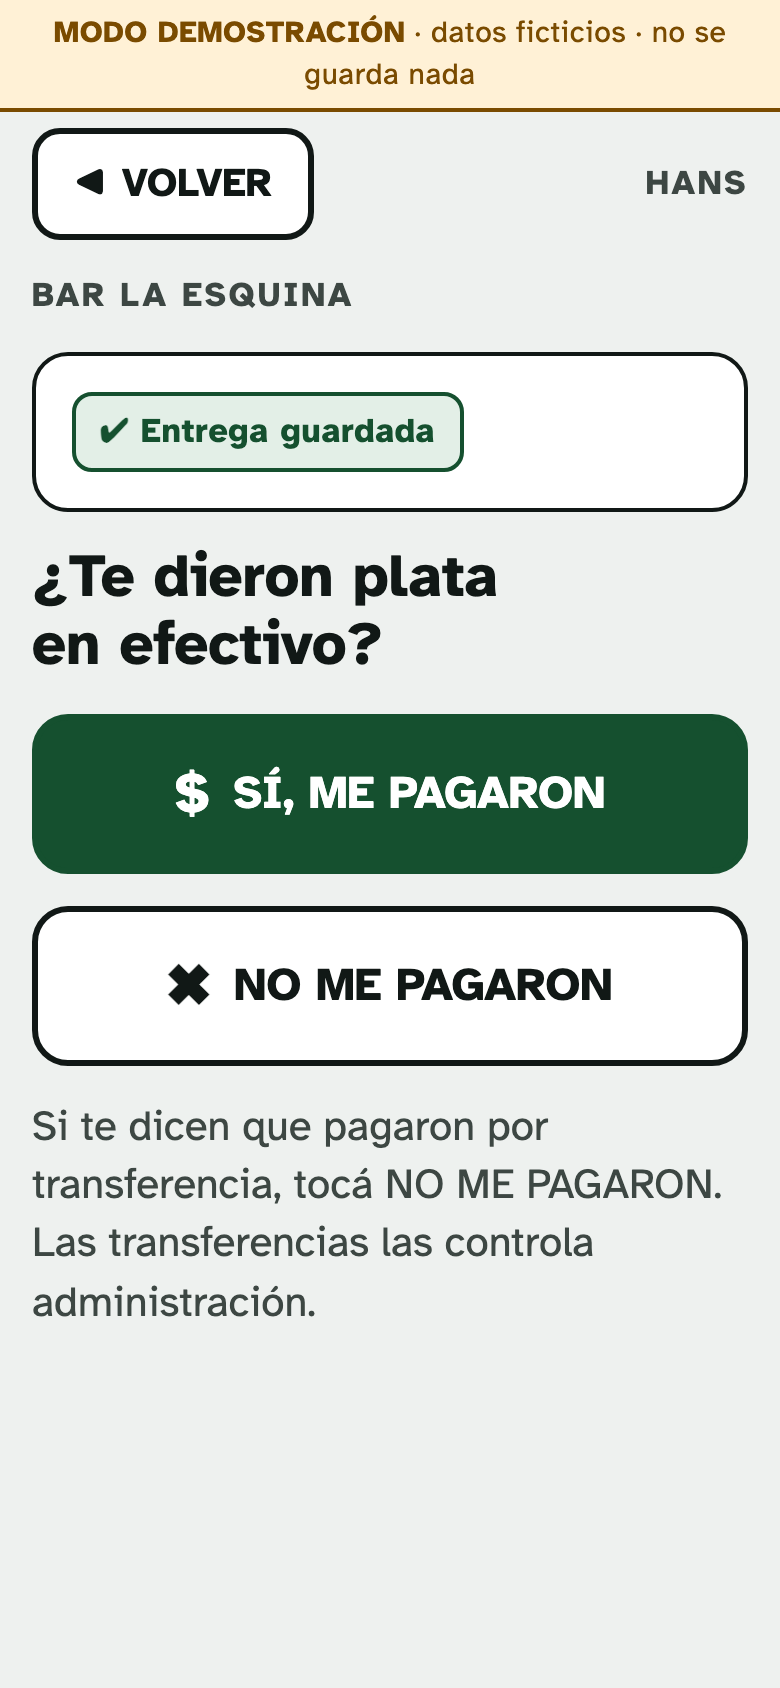 MODO DEMOSTRACIÓN · datos ficticios · no se
guarda nada
◀ VOLVER
HANS
BAR LA ESQUINA
✔ Entrega guardada
¿Te dieron plata
en efectivo?
$ SÍ, ME PAGARON
✖ NO ME PAGARON
Si te dicen que pagaron por
transferencia, tocá NO ME PAGARON.
Las transferencias las controla
administración.